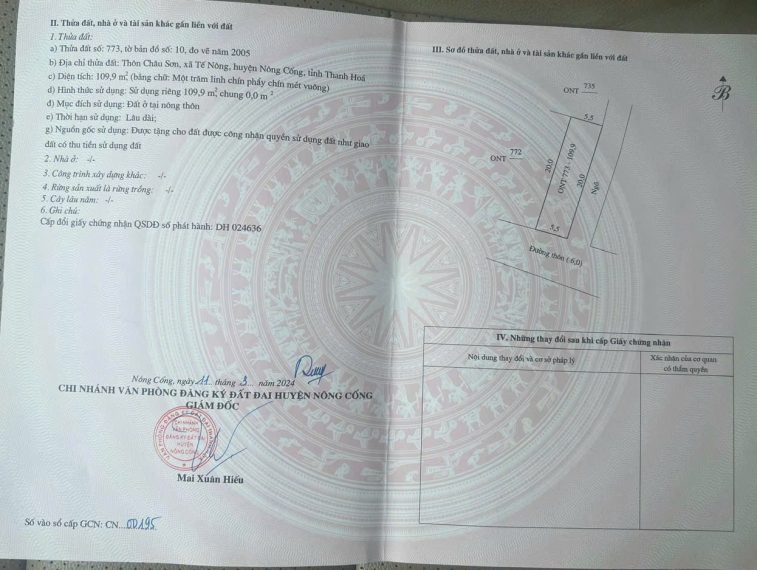 II. Thửa đất, nhà ở và tài sản khác gắn liền với đất
1. Thửa đất:
a) Thửa đất số: 773, tờ bản đồ số: 10, đo vẽ năm 2005
b) Địa chỉ thửa đất: Thôn Châu Sơn, xã Tế Nông, huyện Nông Cống, tỉnh Thanh Hoá
c) Diện tích: 109,9 m², (bằng chữ: Một trăm linh chín phẩy chín mét vuông)
d) Hình thức sử dụng: Sử dụng riêng 109,9 m², chung 0,0 m²
đ) Mục đích sử dụng: Đất ở tại nông thôn
e) Thời hạn sử dụng: Lâu dài;
g) Nguồn gốc sử dụng: Được tặng cho đất được công nhận quyền sử dụng đất như giao
đất có thu tiền sử dụng đất
2. Nhà ở: -/-
3. Công trình xây dựng khác: -/-
4. Rừng sản xuất là rừng trồng: -/-
5. Cây lâu năm: -/-
6. Ghi chú:
Cấp đổi giấy chứng nhận QSDĐ số phát hành: DH 024636
Nông Cống, ngày 11 tháng 3 năm 2024
CHI NHÁNH VĂN PHÒNG ĐĂNG KÝ ĐẤT ĐAI HUYỆN NÔNG CỐNG
GIÁM ĐỐC
CHI NHÁNH
VĂN PHÒNG
ĐĂNG KÝ ĐẤT ĐAI
HUYỆN
NÔNG CỐNG
Mai Xuân Hiếu
Số vào sổ cấp GCN: CN...00195
III. Sơ đồ thửa đất, nhà ở và tài sản khác gắn liền với đất
B
ONT 735
5,5
ONT 772
20,0
ONT 773 - 109,9
20,0
Ngõ
5,5
Đường thôn (6,0)
IV. Những thay đổi sau khi cấp Giấy chứng nhận
Nội dung thay đổi và cơ sở pháp lý
Xác nhận của cơ quan
có thẩm quyền